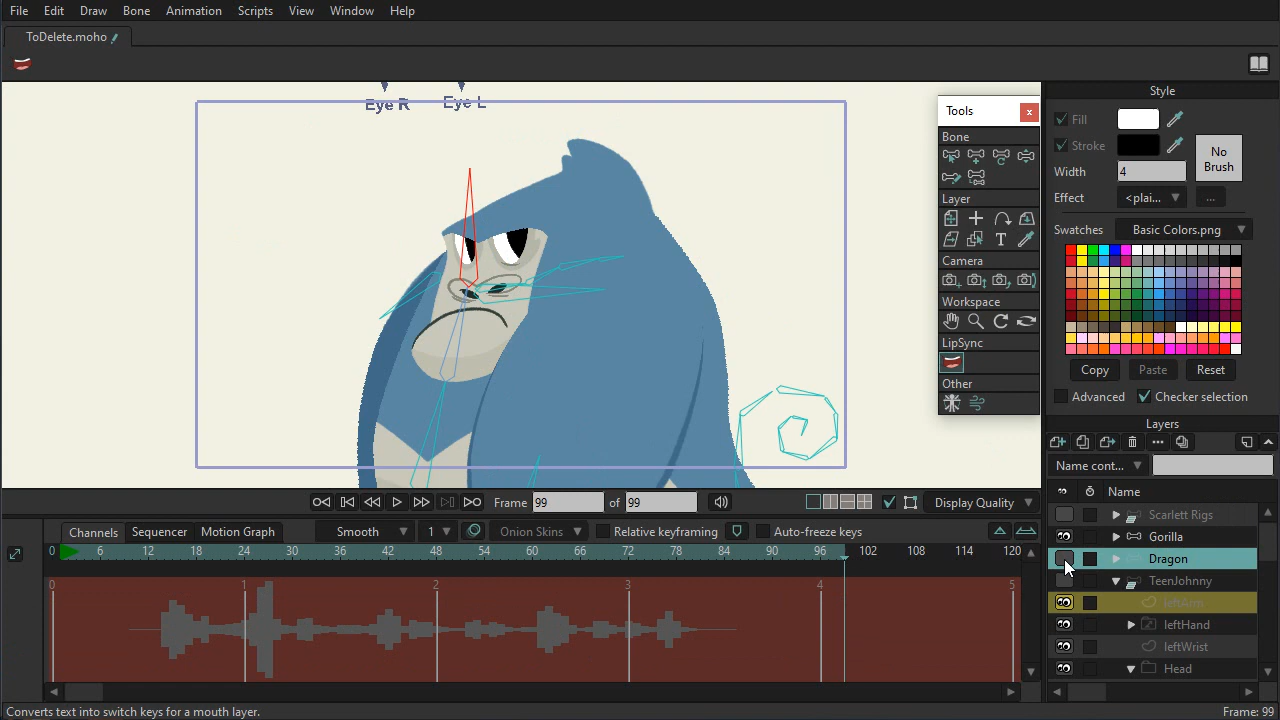 File Edit Draw Bone Animation Scripts View Window Help
ToDelete.moho
Eye R Eye L
Tools x
Bone
Layer
T
Camera
Workspace
LipSync
Other
Style
Fill
Stroke
No
Brush
Width 4
Effect <plai... ▼ ...
Swatches Basic Colors.png ▼
Copy Paste Reset
Advanced Checker selection
Layers
Name cont... ▼
Name
Scarlett Rigs
Gorilla
Dragon
TeenJohnny
leftArm
leftHand
leftWrist
Head
Frame 99 of 99 Display Quality ▼
Channels Sequencer Motion Graph Smooth ▼ 1 ▼ Onion Skins ▼ Relative keyframing Auto-freeze keys
0 6 12 18 24 30 36 42 48 54 60 66 72 78 84 90 96 102 108 114 120
0 1 2 3 4 5
Converts text into switch keys for a mouth layer. Frame: 99